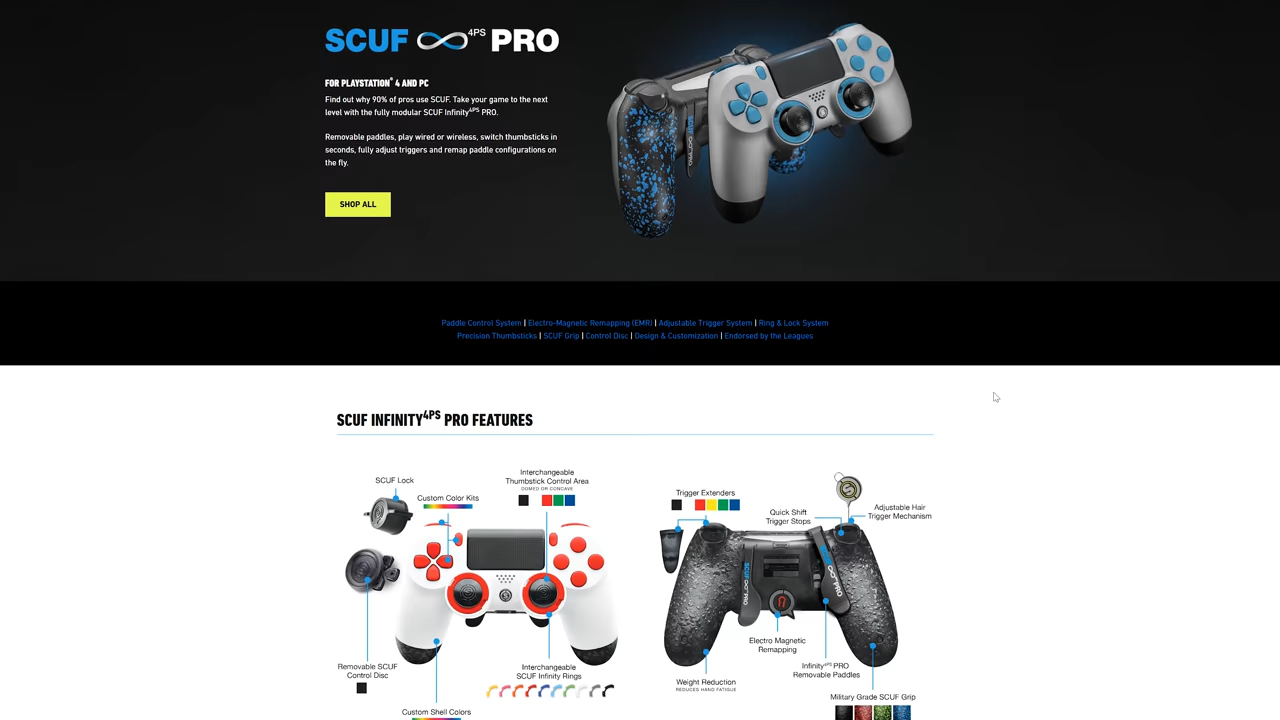 SCUF 4PS PRO
FOR PLAYSTATION® 4 AND PC
Find out why 90% of pros use SCUF. Take your game to the next
level with the fully modular SCUF Infinity4PS PRO.
Removable paddles, play wired or wireless, switch thumbsticks in
seconds, fully adjust triggers and remap paddle configurations on
the fly.
SHOP ALL
Paddle Control System | Electro-Magnetic Remapping (EMR) | Adjustable Trigger System | Ring & Lock System
Precision Thumbsticks | SCUF Grip | Control Disc | Design & Customization | Endorsed by the Leagues
SCUF INFINITY4PS PRO FEATURES
SCUF Lock
Custom Color Kits
Interchangeable
Thumbstick Control Area
DOMED OR CONCAVE
Removable SCUF
Control Disc
Custom Shell Colors
Interchangeable
SCUF Infinity Rings
Trigger Extenders
Quick Shift
Trigger Stops
Adjustable Hair
Trigger Mechanism
Electro Magnetic
Remapping
Weight Reduction
REDUCES HAND FATIGUE
Infinity4PS PRO
Removable Paddles
Military Grade SCUF Grip